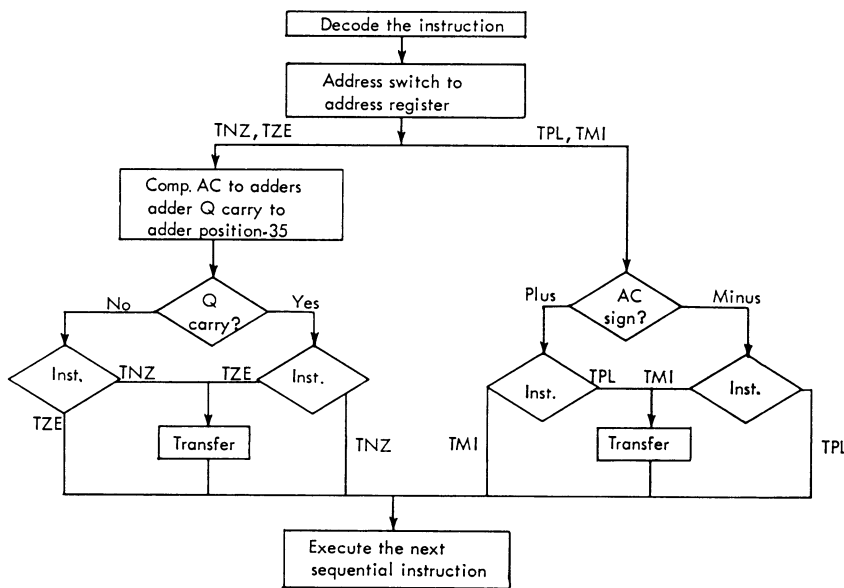 Decode the instruction
Address switch to
address register
TNZ, TZE
TPL, TMI
Comp. AC to adders
adder Q carry to
adder position-35
No
Q
carry?
Yes
Plus
AC
sign?
Minus
Inst.
TNZ
TZE
Inst.
Inst.
TPL
TMI
Inst.
TZE
Transfer
TNZ
TMI
Transfer
TPL
Execute the next
sequential instruction